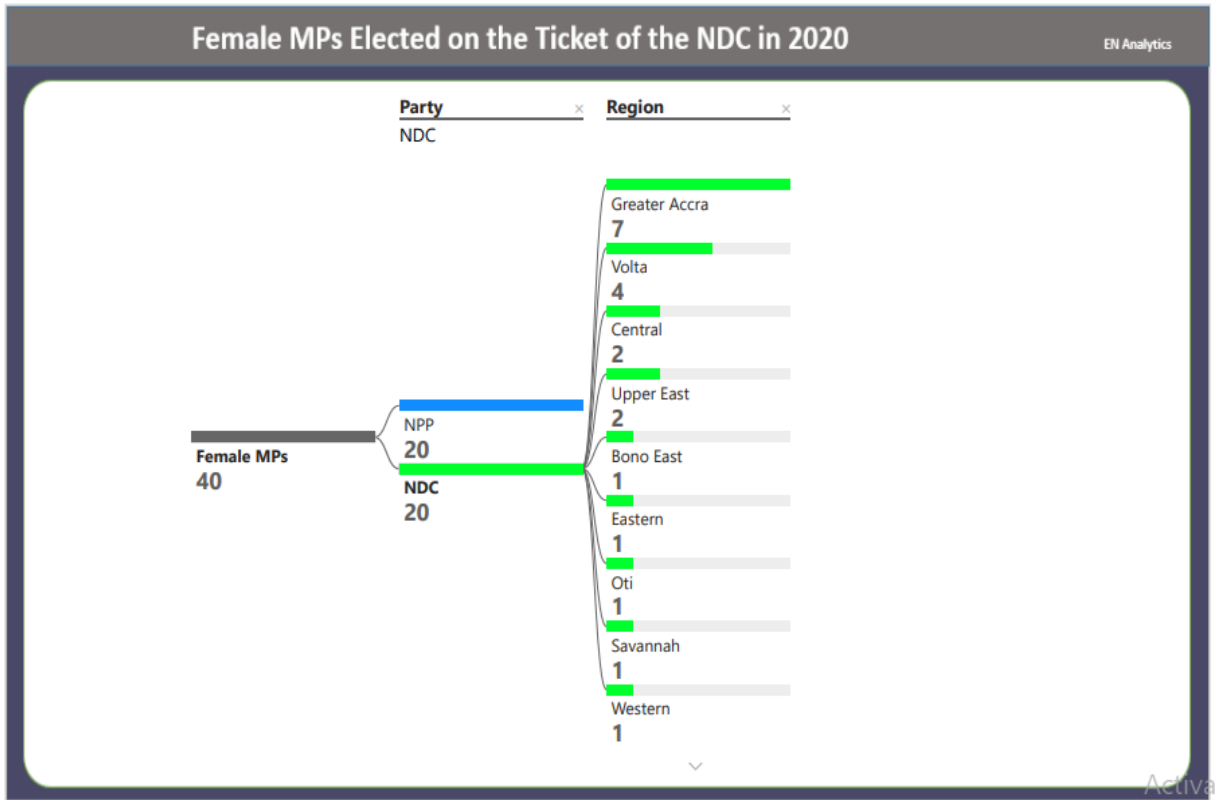 Female MPs Elected on the Ticket of the NDC in 2020
EN Analytics
Party
×
Region
×
NDC
Greater Accra
7
Volta
4
Central
2
Upper East
2
Bono East
1
Eastern
1
Oti
1
Savannah
1
Western
1
NPP
20
NDC
20
Female MPs
40
Activa